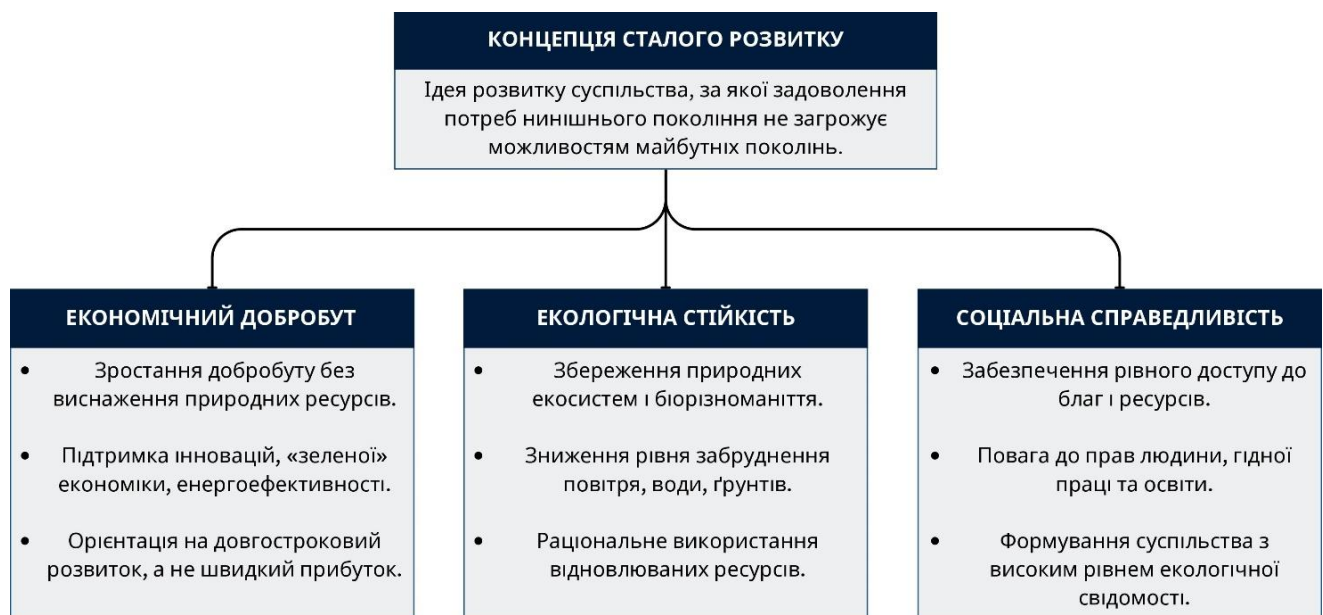 КОНЦЕПЦІЯ СТАЛОГО РОЗВИТКУ
Ідея розвитку суспільства, за якої задоволення
потреб нинішнього покоління не загрожує
можливостям майбутніх поколінь.
ЕКОНОМІЧНИЙ ДОБРОБУТ
• Зростання добробуту без
виснаження природних ресурсів.
• Підтримка інновацій, «зеленої»
економіки, енергоефективності.
• Орієнтація на довгостроковий
розвиток, а не швидкий прибуток.
ЕКОЛОГІЧНА СТІЙКІСТЬ
• Збереження природних
екосистем і біорізноманіття.
• Зниження рівня забруднення
повітря, води, ґрунтів.
• Раціональне використання
відновлюваних ресурсів.
СОЦІАЛЬНА СПРАВЕДЛИВІСТЬ
• Забезпечення рівного доступу до
благ і ресурсів.
• Повага до прав людини, гідної
праці та освіти.
• Формування суспільства з
високим рівнем екологічної
свідомості.